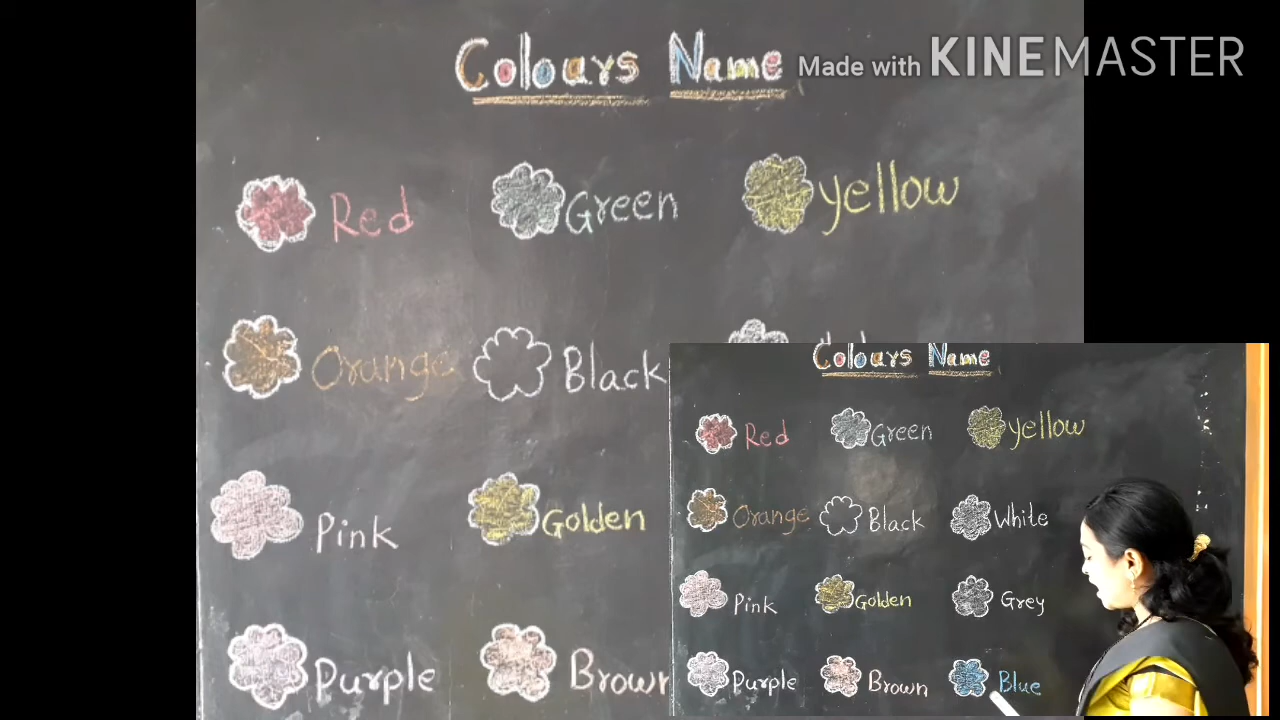 Colours Name
Made with KINEMASTER
Red Green yellow
Orange Black
Pink Golden
Purple Brown
Colours Name
Red Green yellow
Orange Black White
Pink Golden Grey
Purple Brown Blue